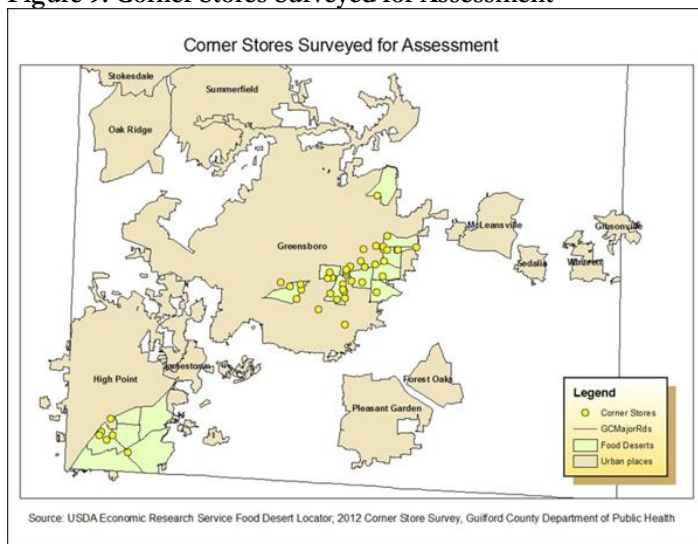 Figure 9. Corner Stores Surveyed for Assessment
Corner Stores Surveyed for Assessment
Stokesdale
Summerfield
Oak Ridge
Greensboro
McLeansville
Gibsonville
Sedalia
Whitsett
High Point
Jamestown
Forest Oaks
Pleasant Garden
Legend
Corner Stores
GCMajorRds
Food Deserts
Urban places
Source: USDA Economic Research Service Food Desert Locator; 2012 Corner Store Survey, Guilford County Department of Public Health